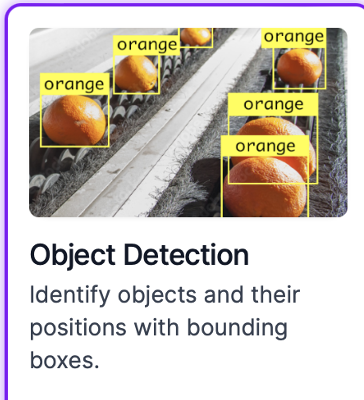 orange
orange
orange
orange
orange
Object Detection
Identify objects and their
positions with bounding
boxes.